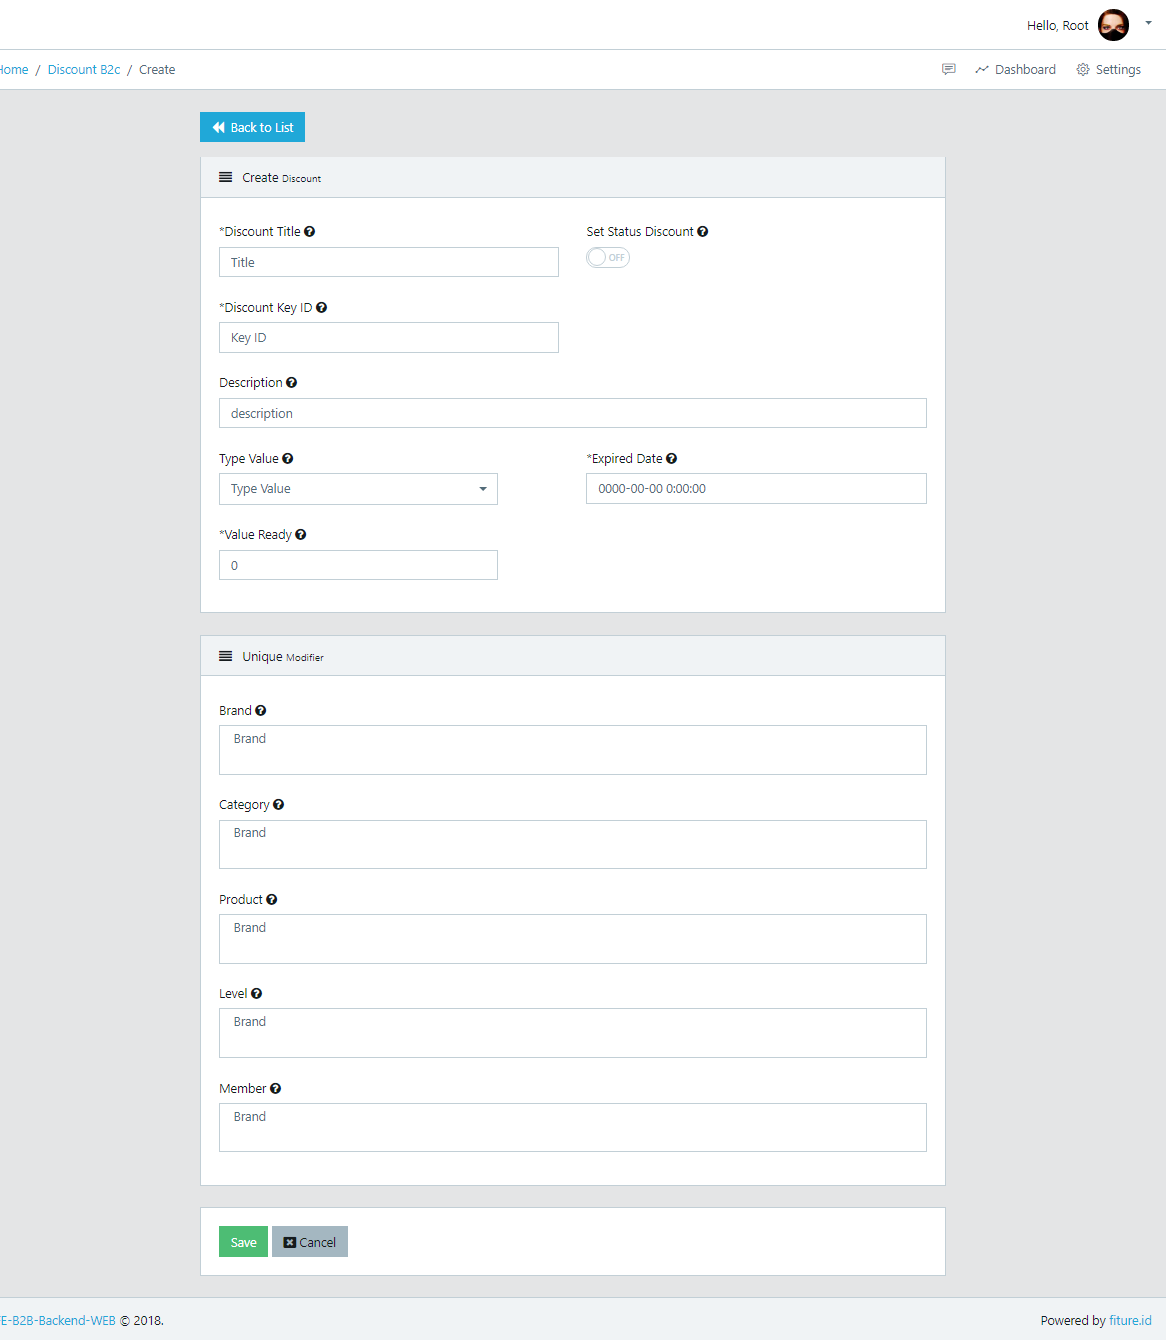 Hello, Root
Home / Discount B2c / Create
Dashboard
Settings
Back to List
Create Discount
*Discount Title
Set Status Discount
Title
OFF
*Discount Key ID
Key ID
Description
description
Type Value
*Expired Date
Type Value
0000-00-00 0:00:00
*Value Ready
0
Unique Modifier
Brand
Brand
Category
Brand
Product
Brand
Level
Brand
Member
Brand
Save
Cancel
E-B2B-Backend-WEB © 2018.
Powered by fiture.id